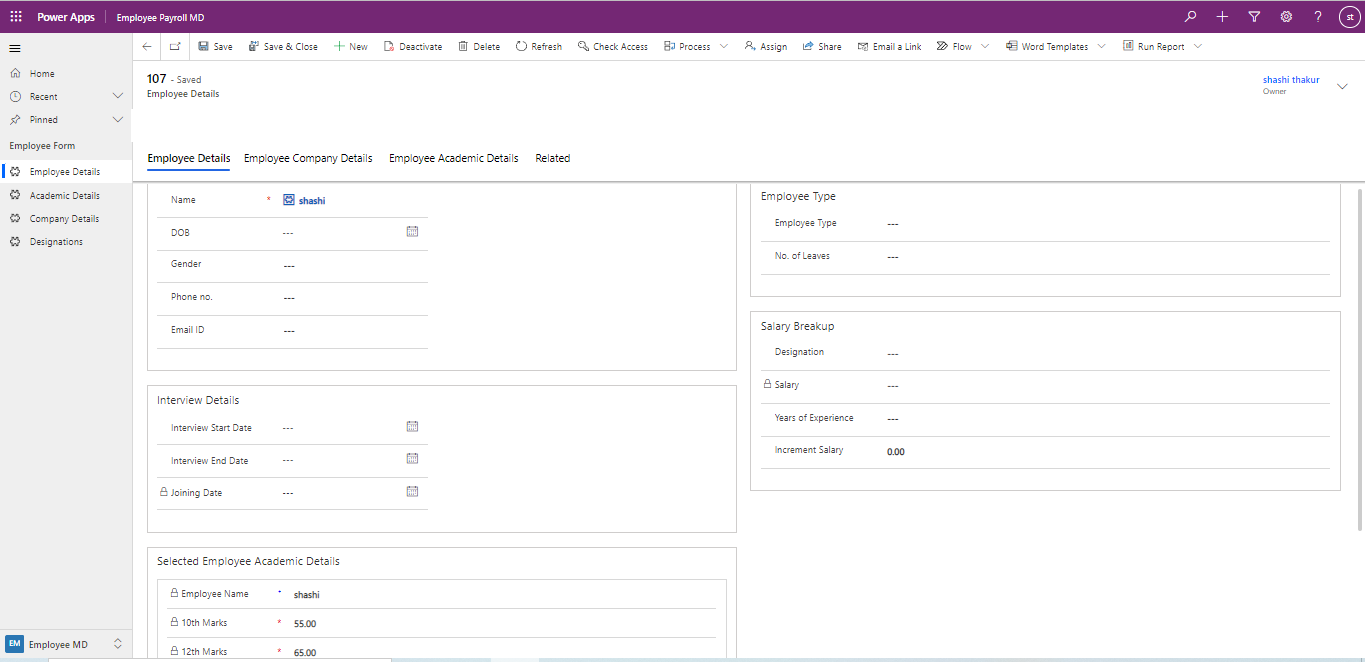 Power Apps Employee Payroll MD ? st
Save Save & Close New Deactivate Delete Refresh Check Access Process Assign Share Email a Link Flow Word Templates Run Report
Home
Recent
Pinned
Employee Form
Employee Details
Academic Details
Company Details
Designations
EM Employee MD
107 - Saved
Employee Details
shashi thakur
Owner
Employee Details Employee Company Details Employee Academic Details Related
Name * shashi
DOB ---
Gender ---
Phone no. ---
Email ID ---
Interview Details
Interview Start Date ---
Interview End Date ---
Joining Date ---
Selected Employee Academic Details
Employee Name * shashi
10th Marks * 55.00
12th Marks * 65.00
Employee Type
Employee Type ---
No. of Leaves ---
Salary Breakup
Designation ---
Salary ---
Years of Experience ---
Increment Salary 0.00